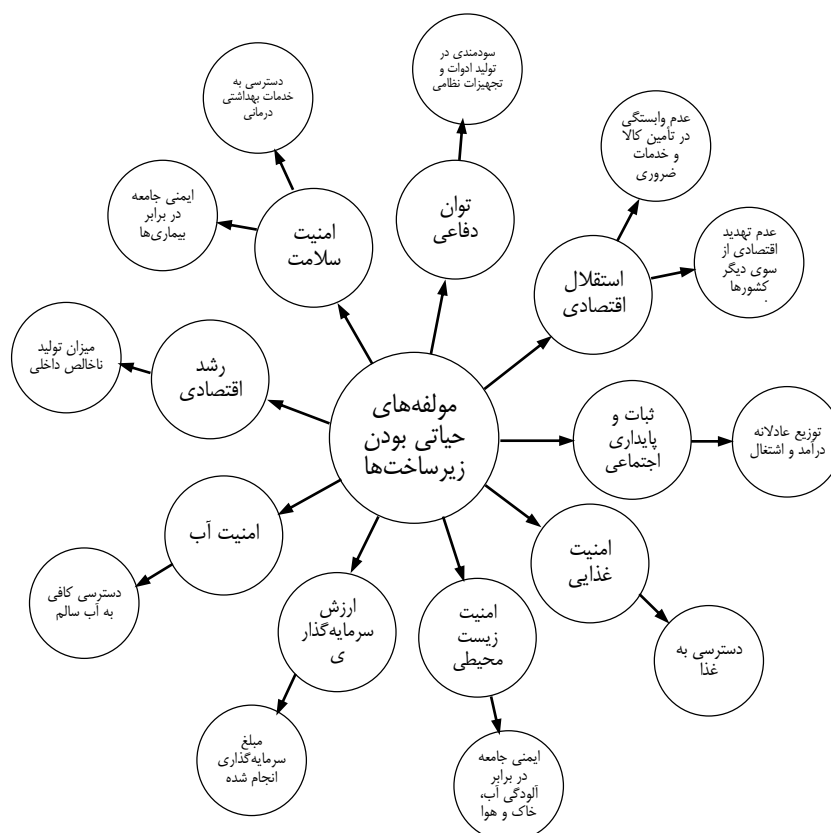 مولفه‌های
حیاتی بودن
زیرساخت‌ها
توان
دفاعی
سودمندی در
تولید ادوات و
تجهیزات نظامی
استقلال
اقتصادی
عدم وابستگی
در تأمین کالا
و خدمات
ضروری
عدم تهدید
اقتصادی از
سوی دیگر
کشورها
ثبات و
پایداری
اجتماعی
توزیع عادلانه
درآمد و اشتغال
امنیت
غذایی
دسترسی به
غذا
امنیت
زیست
محیطی
ایمنی جامعه
در برابر
آلودگی آب،
خاک و هوا
ارزش
سرمایه‌گذار
ی
مبلغ
سرمایه‌گذاری
انجام شده
امنیت آب
دسترسی کافی
به آب سالم
رشد
اقتصادی
میزان تولید
ناخالص داخلی
امنیت
سلامت
ایمنی جامعه
در برابر
بیماری‌ها
دسترسی به
خدمات بهداشتی
درمانی